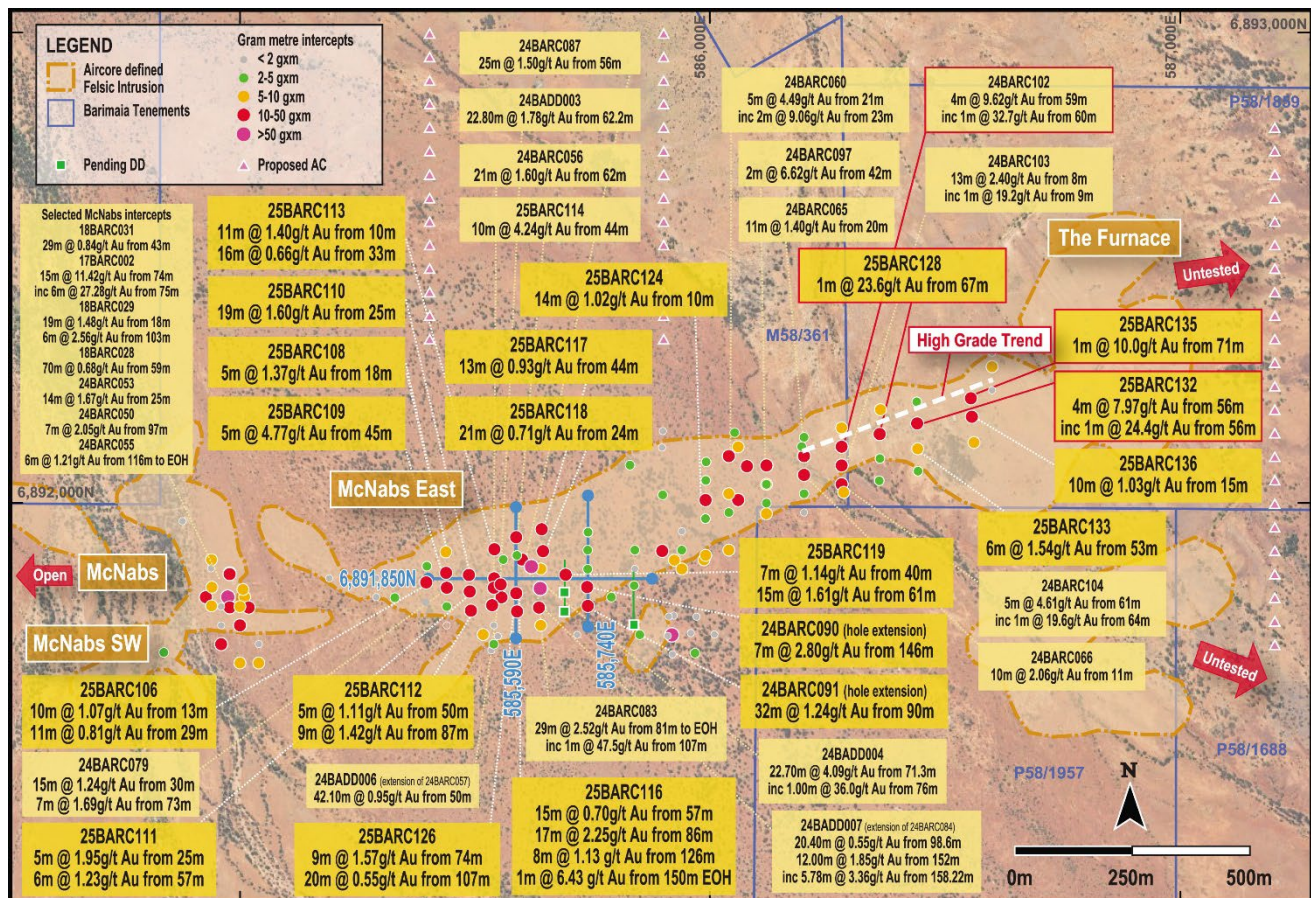 LEGEND
Aircore defined
Felsic Intrusion
Barimaia Tenements
Pending DD
Gram metre intercepts
< 2 gxm
2-5 gxm
5-10 gxm
10-50 gxm
>50 gxm
Proposed AC
586,000E
587,000E
6,893,000N
P58/1859
24BARC087
25m @ 1.50g/t Au from 56m
24BADD003
22.80m @ 1.78g/t Au from 62.2m
24BARC056
21m @ 1.60g/t Au from 62m
25BARC114
10m @ 4.24g/t Au from 44m
24BARC060
5m @ 4.49g/t Au from 21m
inc 2m @ 9.06g/t Au from 23m
24BARC097
2m @ 6.62g/t Au from 42m
24BARC065
11m @ 1.40g/t Au from 20m
24BARC102
4m @ 9.62g/t Au from 59m
inc 1m @ 32.7g/t Au from 60m
24BARC103
13m @ 2.40g/t Au from 8m
inc 1m @ 19.2g/t Au from 9m
Selected McNabs intercepts
18BARC031
29m @ 0.84g/t Au from 43m
17BARC002
15m @ 11.42g/t Au from 74m
inc 6m @ 27.28g/t Au from 75m
18BARC029
19m @ 1.48g/t Au from 18m
6m @ 2.56g/t Au from 103m
18BARC028
70m @ 0.68g/t Au from 59m
24BARC053
14m @ 1.67g/t Au from 25m
24BARC050
7m @ 2.05g/t Au from 97m
24BARC055
6m @ 1.21g/t Au from 116m to EOH
25BARC113
11m @ 1.40g/t Au from 10m
16m @ 0.66g/t Au from 33m
25BARC110
19m @ 1.60g/t Au from 25m
25BARC108
5m @ 1.37g/t Au from 18m
25BARC109
5m @ 4.77g/t Au from 45m
25BARC124
14m @ 1.02g/t Au from 10m
25BARC117
13m @ 0.93g/t Au from 44m
25BARC118
21m @ 0.71g/t Au from 24m
25BARC128
1m @ 23.6g/t Au from 67m
The Furnace
Untested
M58/361
High Grade Trend
25BARC135
1m @ 10.0g/t Au from 71m
25BARC132
4m @ 7.97g/t Au from 56m
inc 1m @ 24.4g/t Au from 56m
25BARC136
10m @ 1.03g/t Au from 15m
6,892,000N
McNabs East
Open
McNabs
McNabs SW
6,891,850N
585,590E
585,740E
25BARC133
6m @ 1.54g/t Au from 53m
24BARC104
5m @ 4.61g/t Au from 61m
inc 1m @ 19.6g/t Au from 64m
24BARC066
10m @ 2.06g/t Au from 11m
Untested
25BARC119
7m @ 1.14g/t Au from 40m
15m @ 1.61g/t Au from 61m
24BARC090 (hole extension)
7m @ 2.80g/t Au from 146m
24BARC091 (hole extension)
32m @ 1.24g/t Au from 90m
24BADD004
22.70m @ 4.09g/t Au from 71.3m
inc 1.00m @ 36.0g/t Au from 76m
24BADD007 (extension of 24BARC084)
20.40m @ 0.55g/t Au from 98.6m
12.00m @ 1.85g/t Au from 152m
inc 5.78m @ 3.36g/t Au from 158.22m
25BARC106
10m @ 1.07g/t Au from 13m
11m @ 0.81g/t Au from 29m
24BARC079
15m @ 1.24g/t Au from 30m
7m @ 1.69g/t Au from 73m
25BARC111
5m @ 1.95g/t Au from 25m
6m @ 1.23g/t Au from 57m
25BARC112
5m @ 1.11g/t Au from 50m
9m @ 1.42g/t Au from 87m
24BADD006 (extension of 24BARC057)
42.10m @ 0.95g/t Au from 50m
25BARC126
9m @ 1.57g/t Au from 74m
20m @ 0.55g/t Au from 107m
24BARC083
29m @ 2.52g/t Au from 81m to EOH
inc 1m @ 47.5g/t Au from 107m
25BARC116
15m @ 0.70g/t Au from 57m
17m @ 2.25g/t Au from 86m
8m @ 1.13 g/t Au from 126m
1m @ 6.43 g/t Au from 150m EOH
P58/1957
P58/1688
N
0m
250m
500m